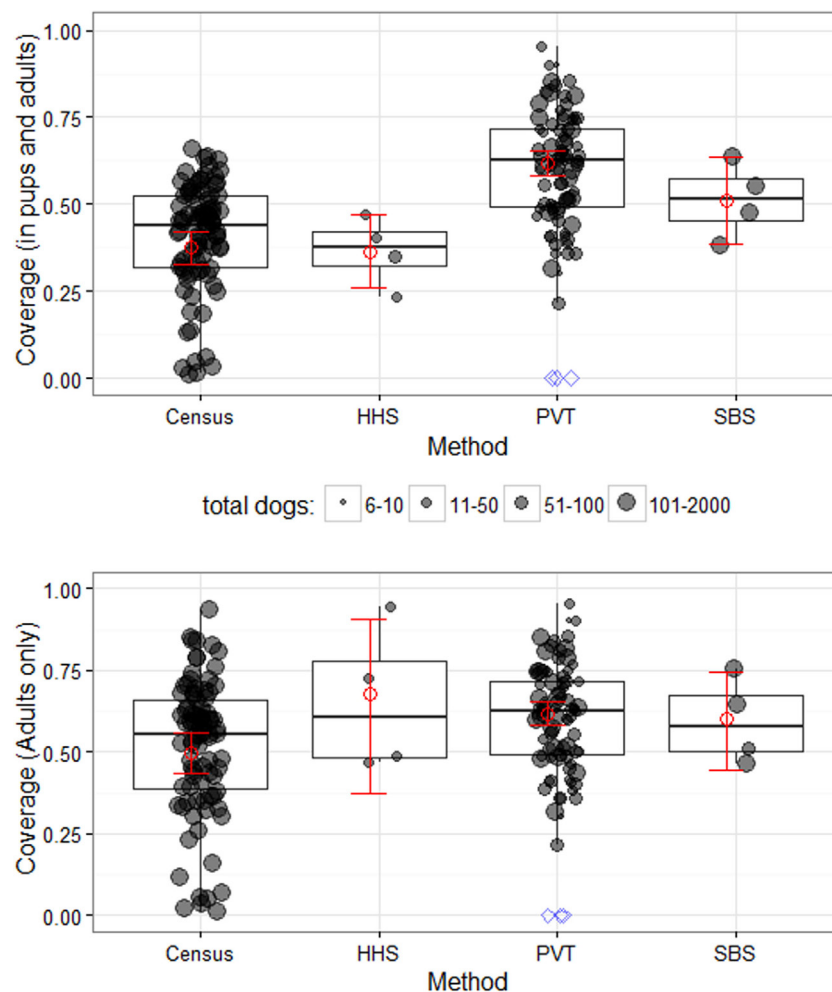 Coverage (in pups and adults)
1.00
0.75
0.50
0.25
0.00
Census HHS PVT SBS
Method
total dogs: 6-10 11-50 51-100 101-2000
Coverage (Adults only)
1.00
0.75
0.50
0.25
0.00
Census HHS PVT SBS
Method